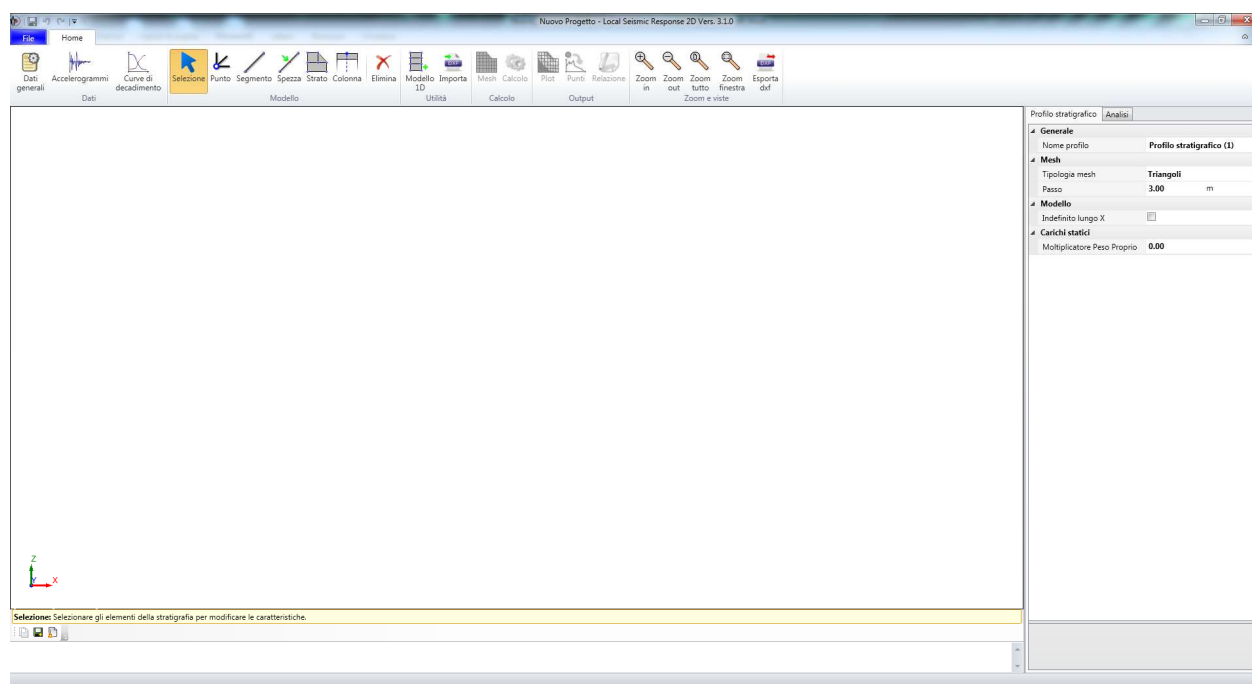 Nuovo Progetto - Local Seismic Response 2D Vers. 3.1.0
File Home
Dati generali Accelerogrammi Curve di decadimento Selezione Punto Segmento Spezza Strato Colonna Elimina Modello 1D Importa Mesh Calcolo Plot Punti Relazione Zoom in Zoom out Zoom tutto Zoom finestra Esporta dxf
Dati Modello Utilità Calcolo Output Zoom e viste
Profilo stratigrafico Analisi
Generale
Nome profilo Profilo stratigrafico (1)
Mesh
Tipologia mesh Triangoli
Passo 3.00 m
Modello
Indefinito lungo X
Carichi statici
Moltiplicatore Peso Proprio 0.00
Z
Y X
Selezione: Selezionare gli elementi della stratigrafia per modificare le caratteristiche.